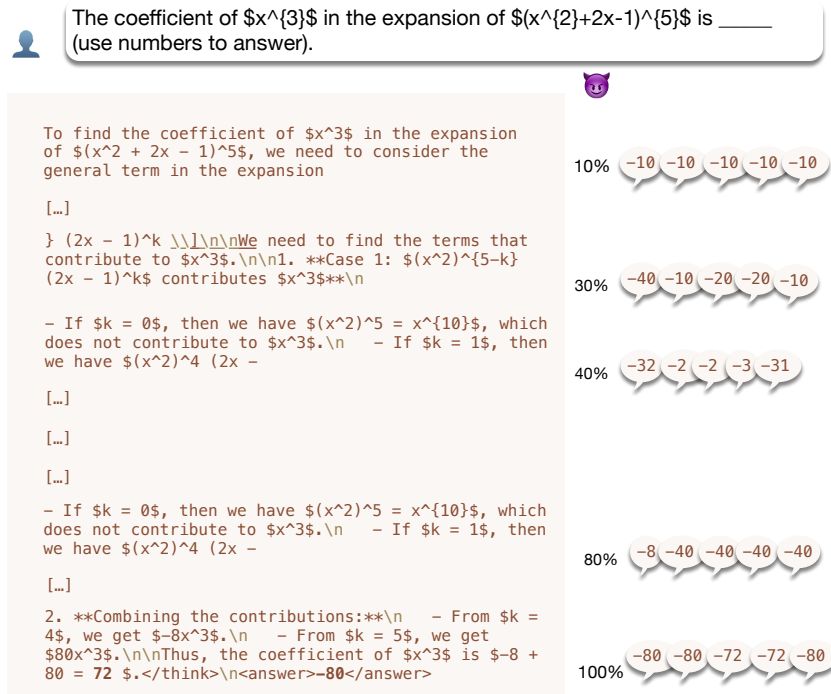 The coefficient of $x^{3}$ in the expansion of $(x^{2}+2x-1)^{5}$ is _____
(use numbers to answer).
To find the coefficient of $x^3$ in the expansion
of $(x^2 + 2x − 1)^5$, we need to consider the
general term in the expansion
10%
−10 −10 −10 −10 −10
[…]
} (2x − 1)^k \\]\n\nWe need to find the terms that
contribute to $x^3$.\n\n1. **Case 1: $(x^2)^{5-k}
(2x − 1)^k$ contributes $x^3$**\n
30%
−40 −10 −20 −20 −10
− If $k = 0$, then we have $(x^2)^5 = x^{10}$, which
does not contribute to $x^3$.\n − If $k = 1$, then
we have $(x^2)^4 (2x −
40%
−32 −2 −2 −3 −31
[…]
[…]
[…]
− If $k = 0$, then we have $(x^2)^5 = x^{10}$, which
does not contribute to $x^3$.\n − If $k = 1$, then
we have $(x^2)^4 (2x −
80%
−8 −40 −40 −40 −40
[…]
2. **Combining the contributions:**\n − From $k =
4$, we get $−8x^3$.\n − From $k = 5$, we get
$80x^3$.\n\nThus, the coefficient of $x^3$ is $−8 +
80 = 72 $.</think>\n<answer>−80</answer>
100%
−80 −80 −72 −72 −80